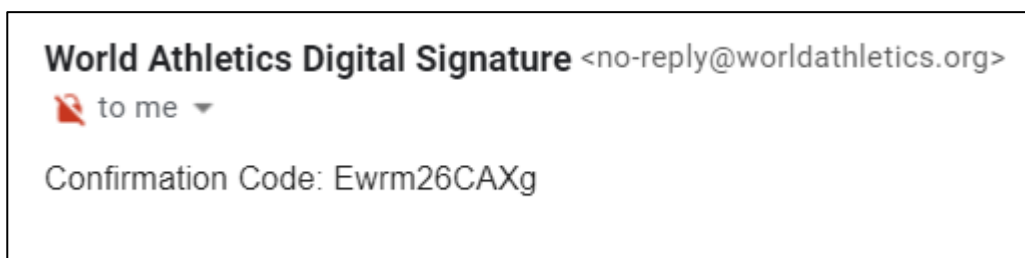 World Athletics Digital Signature <no-reply@worldathletics.org>
to me
Confirmation Code: Ewrm26CAXg